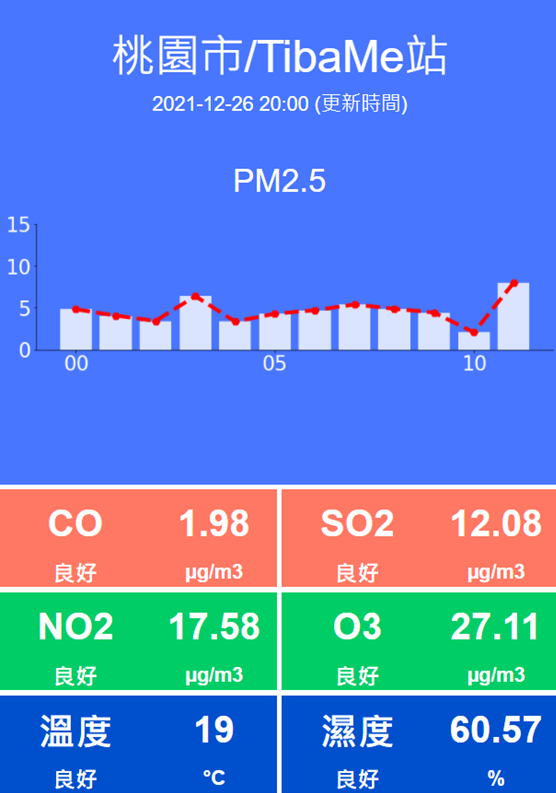 桃園市/TibaMe站
2021-12-26 20:00 (更新時間)
PM2.5
15
10
5
0
00 05 10
CO 1.98 SO2 12.08
良好 µg/m3 良好 µg/m3
NO2 17.58 O3 27.11
良好 µg/m3 良好 µg/m3
溫度 19 濕度 60.57
良好 °C 良好 %